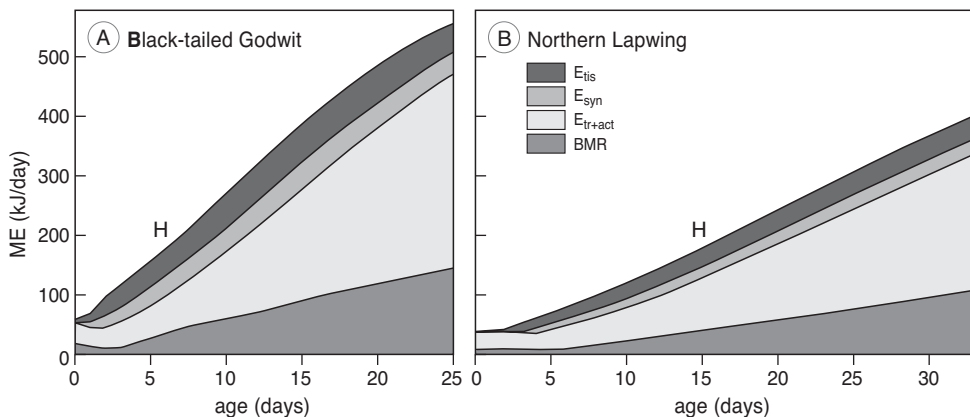 A Black-tailed Godwit
B Northern Lapwing
E_tis
E_syn
E_tr+act
BMR
ME (kJ/day)
500
400
300
200
100
0
H
H
0 5 10 15 20 25
0 5 10 15 20 25 30
age (days)
age (days)